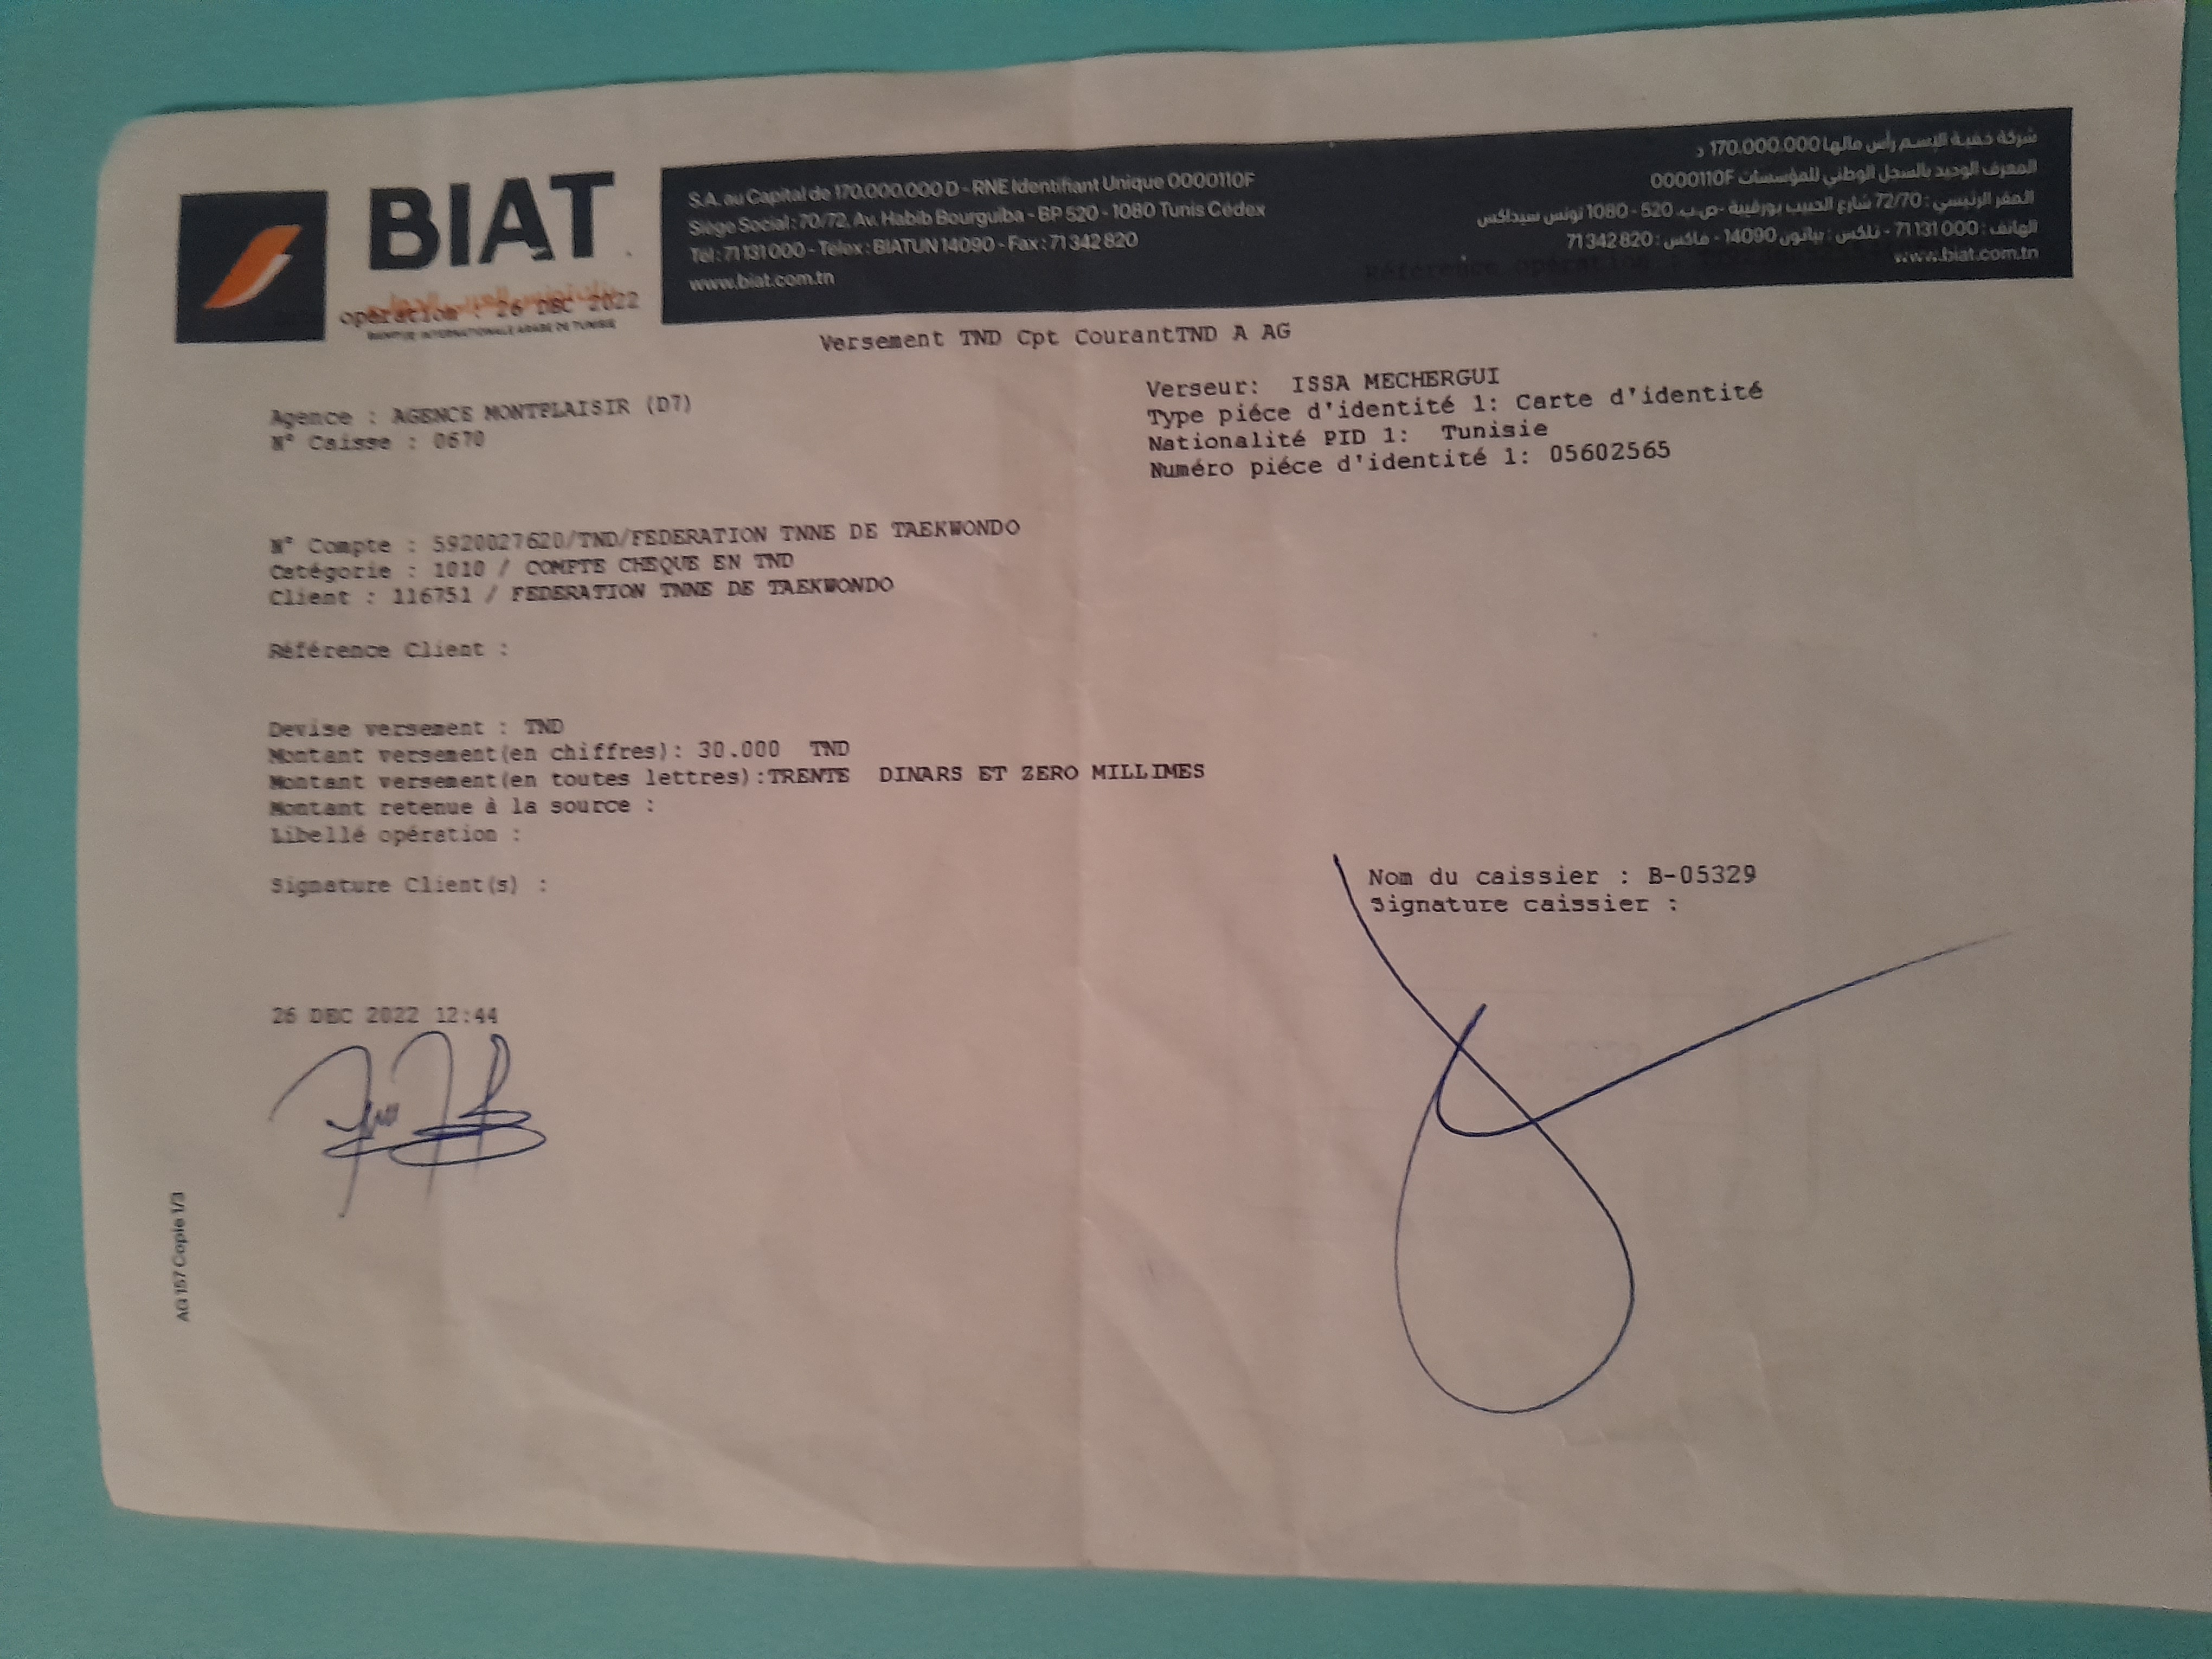 BIAT
opération : 26 DEC 2022
BANQUE INTERNATIONALE ARABE DE TUNISIE
S.A. au Capital de 170.000.000 D - RNE Identifiant Unique 0000110F
Siège Social : 70/72, Av. Habib Bourguiba - BP 520 - 1080 Tunis Cédex
Tél : 71 131 000 - Télex : BIATUN 14090 - Fax : 71 342 820
www.biat.com.tn
شركة خفية الإسم رأس مالها 170.000.000 د
المعرف الوحيد بالسجل الوطني للمؤسسات 0000110F
المقر الرئيسي : 72/70 شارع الحبيب بورقيبة -ص.ب. 520 - 1080 تونس سيداكس
الهاتف : 71 131 000 - تلكس : بياتون 14090 - فاكس : 71 342 820
www.biat.com.tn
Référence opération :
Versement TND Cpt CourantTND A AG
Agence : AGENCE MONTPLAISIR (D7)
N° Caisse : 0670
Verseur: ISSA MECHERGUI
Type piéce d'identité 1: Carte d'identité
Nationalité PID 1: Tunisie
Numéro piéce d'identité 1: 05602565
N° Compte : 5920027620/TND/FEDERATION TNNE DE TAEKWONDO
Catégorie : 1010 / COMPTE CHEQUE EN TND
Client : 116751 / FEDERATION TNNE DE TAEKWONDO
Référence Client :
Devise versement : TND
Montant versement(en chiffres): 30.000 TND
Montant versement(en toutes lettres):TRENTE DINARS ET ZERO MILLIMES
Montant retenue à la source :
Libellé opération :
Signature Client(s) :
Nom du caissier : B-05329
Signature caissier :
26 DEC 2022 12:44
AG 157 Copie 1/3